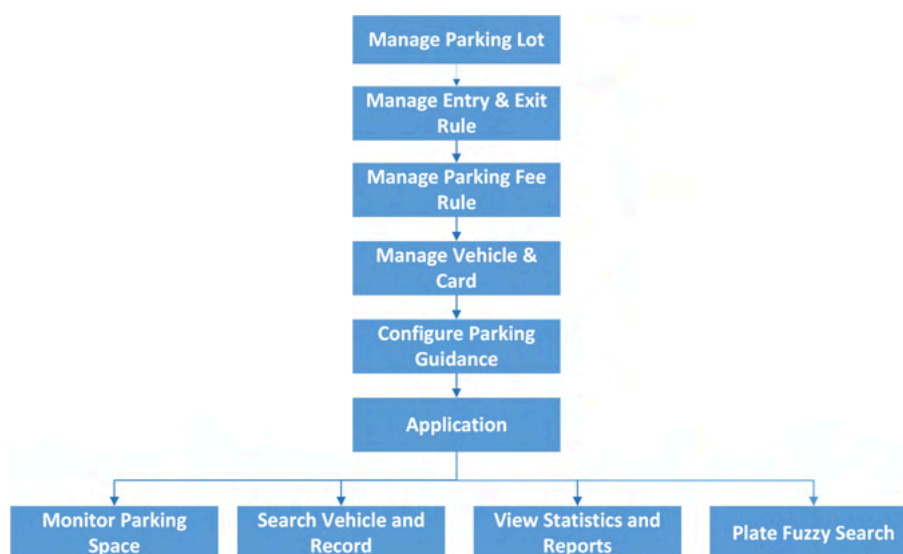 Manage Parking Lot
Manage Entry & Exit
Rule
Manage Parking Fee
Rule
Manage Vehicle &
Card
Configure Parking
Guidance
Application
Monitor Parking
Space
Search Vehicle and
Record
View Statistics and
Reports
Plate Fuzzy Search